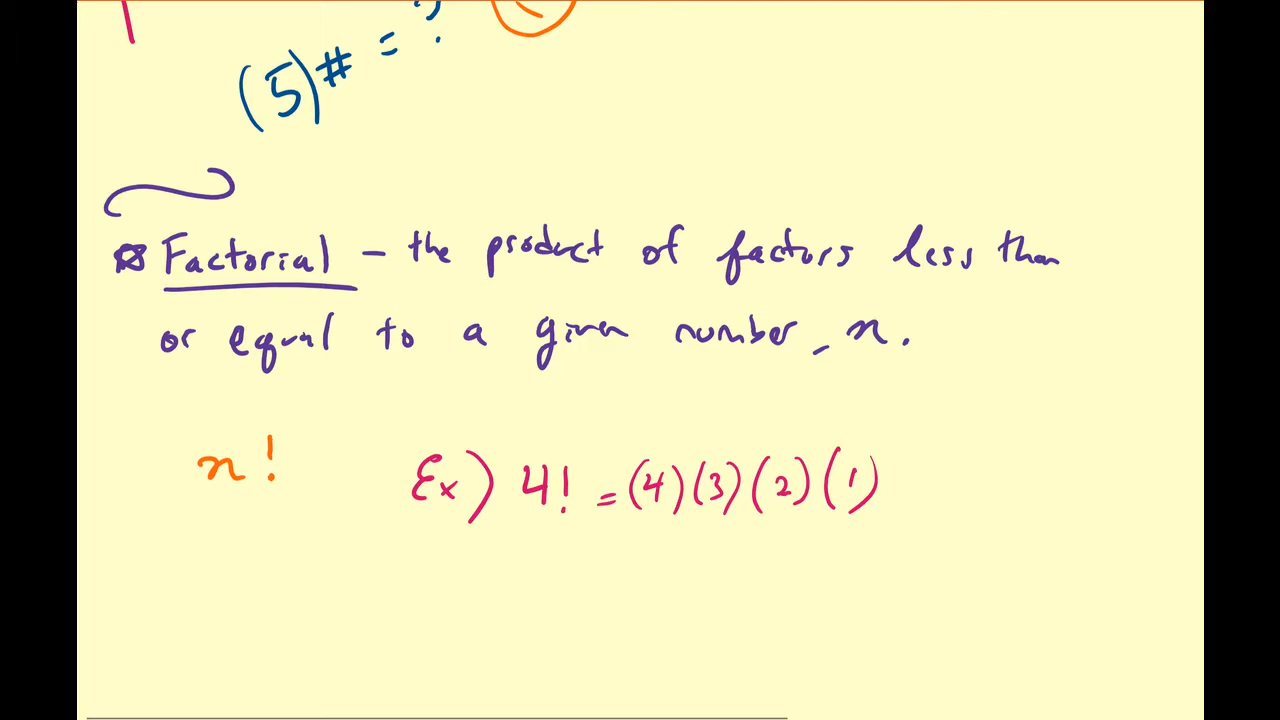 (5)# = ?
Factorial - the product of factors less than
or equal to a given number, n.
n!
Ex) 4! = (4)(3)(2)(1)